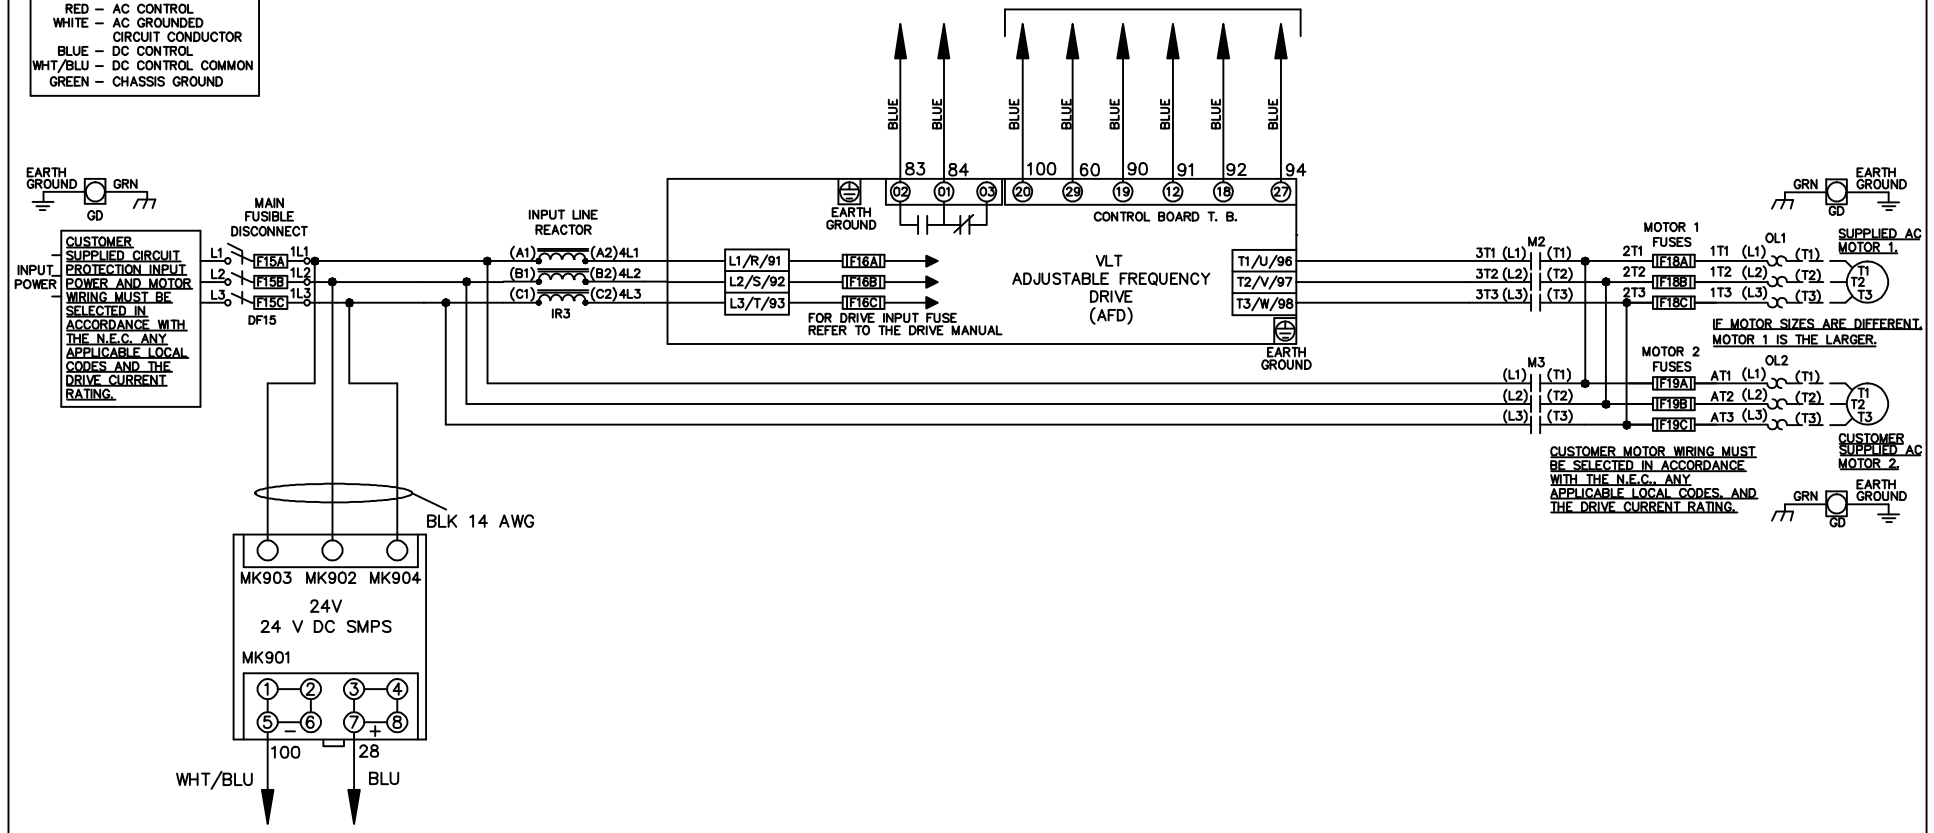 RED – AC CONTROL
WHITE – AC GROUNDED
CIRCUIT CONDUCTOR
BLUE – DC CONTROL
WHT/BLU – DC CONTROL COMMON
GREEN – CHASSIS GROUND
BLUE
BLUE
BLUE
BLUE
BLUE
BLUE
BLUE
BLUE
83
84
100
60
90
91
92
94
02
01
03
20
29
19
12
18
27
EARTH
GROUND
CONTROL BOARD T. B.
EARTH
GROUND
GRN
GD
MAIN
FUSIBLE
DISCONNECT
INPUT
POWER
CUSTOMER
SUPPLIED CIRCUIT
PROTECTION INPUT
POWER AND MOTOR
WIRING MUST BE
SELECTED IN
ACCORDANCE WITH
THE N.E.C. ANY
APPLICABLE LOCAL
CODES AND THE
DRIVE CURRENT
RATING.
L1 F15A 1L1
L2 F15B 1L2
L3 F15C 1L3
DF15
INPUT LINE
REACTOR
(A1) (A2) 4L1
(B1) (B2) 4L2
(C1) (C2) 4L3
IR3
L1/R/91
L2/S/92
L3/T/93
F16A
F16B
F16C
FOR DRIVE INPUT FUSE
REFER TO THE DRIVE MANUAL
VLT
ADJUSTABLE FREQUENCY
DRIVE
(AFD)
T1/U/96
T2/V/97
T3/W/98
EARTH
GROUND
M2
3T1 (L1) (T1)
3T2 (L2) (T2)
3T3 (L3) (T3)
MOTOR 1
FUSES
2T1 F18A 1T1 (L1) (T1)
2T2 F18B 1T2 (L2) (T2)
2T3 F18C 1T3 (L3) (T3)
OL1
GRN
EARTH
GROUND
GD
SUPPLIED AC
MOTOR 1.
T1
T2
T3
IF MOTOR SIZES ARE DIFFERENT,
MOTOR 1 IS THE LARGER.
M3
(L1) (T1)
(L2) (T2)
(L3) (T3)
MOTOR 2
FUSES
F19A AT1 (L1) (T1)
F19B AT2 (L2) (T2)
F19C AT3 (L3) (T3)
OL2
T1
T2
T3
CUSTOMER
SUPPLIED AC
MOTOR 2.
CUSTOMER MOTOR WIRING MUST
BE SELECTED IN ACCORDANCE
WITH THE N.E.C., ANY
APPLICABLE LOCAL CODES, AND
THE DRIVE CURRENT RATING.
GRN
EARTH
GROUND
GD
BLK 14 AWG
MK903 MK902 MK904
24V
24 V DC SMPS
MK901
1 2 3 4
5 6 7 8
– +
100 28
WHT/BLU BLU